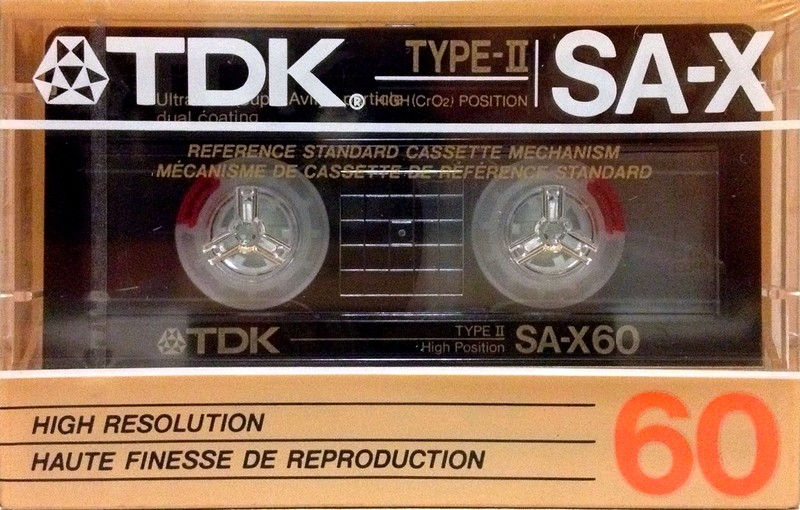 TDK® TYPE-II SA-X
HIGH (CrO2) POSITION
dual coating
REFERENCE STANDARD CASSETTE MECHANISM
MÉCANISME DE CASSETTE DE RÉFÉRENCE STANDARD
TDK TYPE II SA-X60
High Position
HIGH RESOLUTION
HAUTE FINESSE DE REPRODUCTION
60